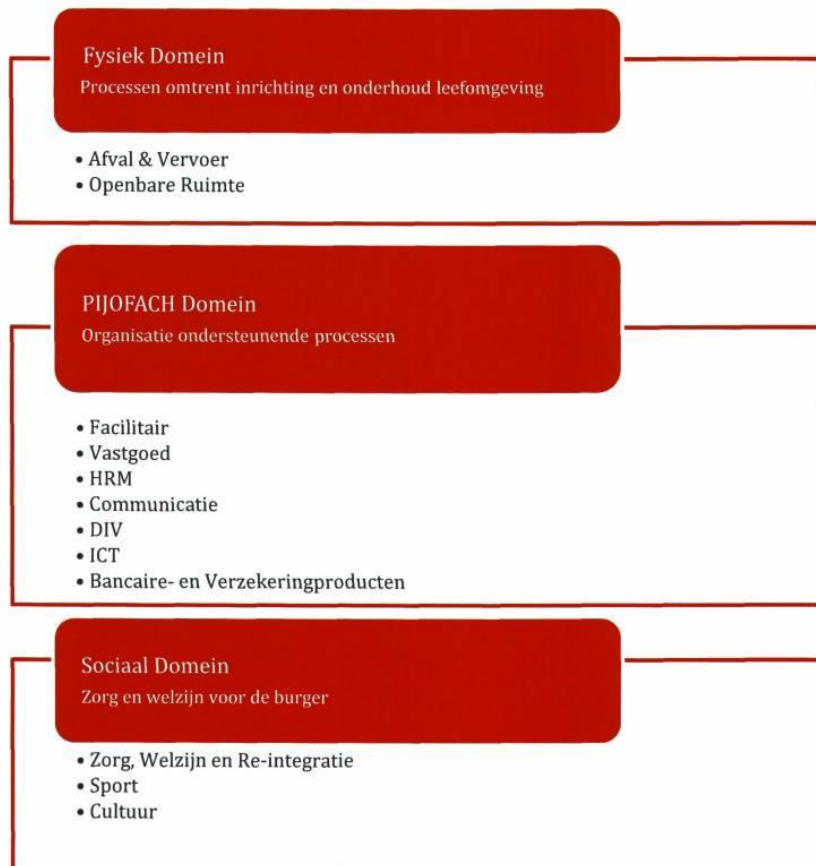 Fysiek Domein
Processen omtrent inrichting en onderhoud leefomgeving
• Afval & Vervoer
• Openbare Ruimte
PIJOFACH Domein
Organisatie ondersteunende processen
• Facilitair
• Vastgoed
• HRM
• Communicatie
• DIV
• ICT
• Bancaire- en Verzekeringproducten
Sociaal Domein
Zorg en welzijn voor de burger
• Zorg, Welzijn en Re-integratie
• Sport
• Cultuur